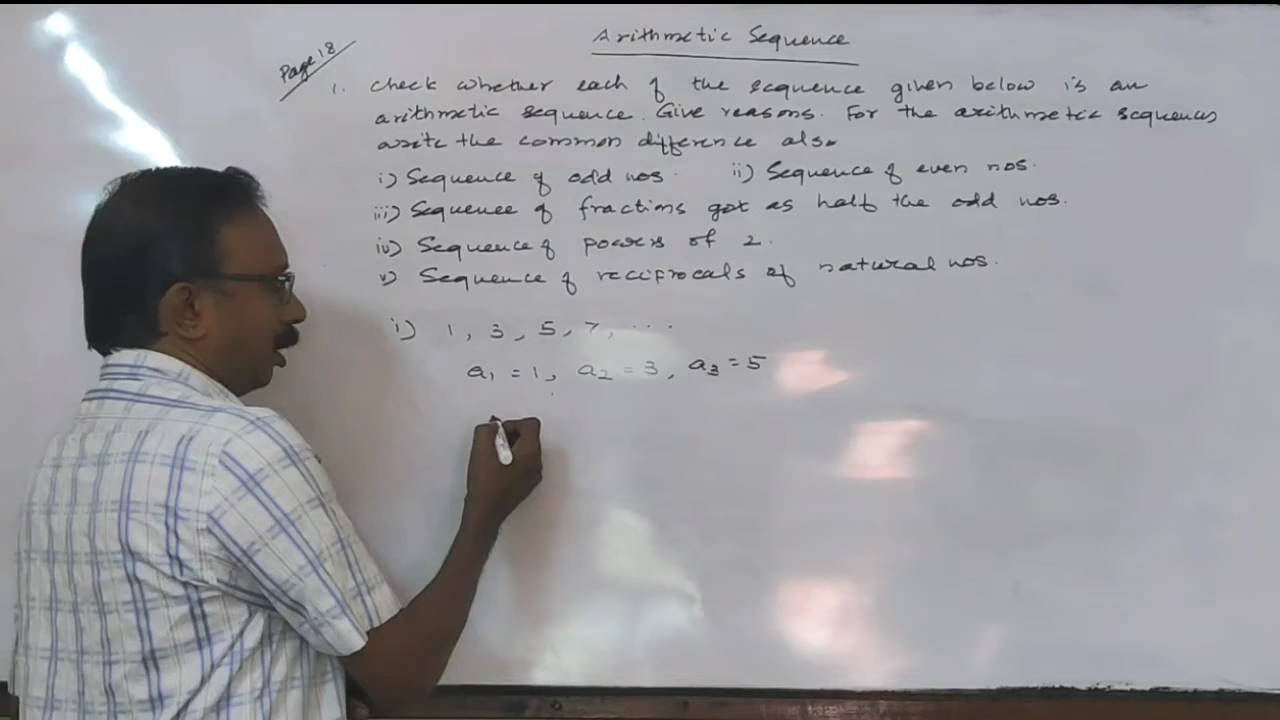 Arithmetic Sequence
Page 18
1. Check whether each of the sequence given below is an
arithmetic sequence. Give reasons. For the arithmetic sequences
write the common difference also
i) Sequence of odd nos. ii) Sequence of even nos.
iii) Sequence of fractions got as half the odd nos.
iv) Sequence of powers of 2.
v) Sequence of reciprocals of natural nos.
i) 1, 3, 5, 7, ...
a₁ = 1, a₂ = 3, a₃ = 5